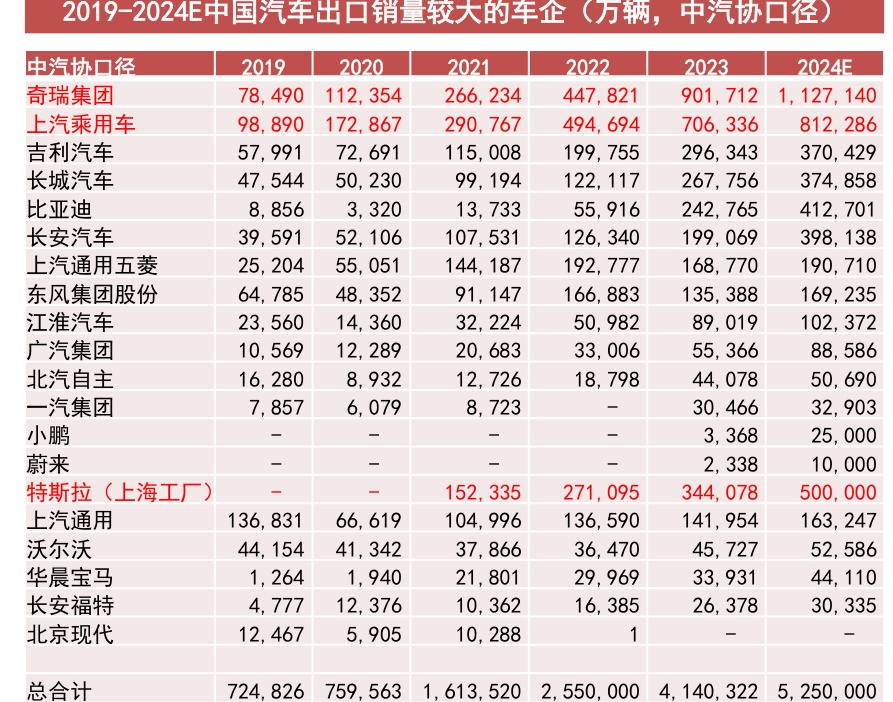 2019-2024E中国汽车出口销量较大的车企（万辆，中汽协口径）
中汽协口径 2019 2020 2021 2022 2023 2024E
奇瑞集团 78,490 112,354 266,234 447,821 901,712 1,127,140
上汽乘用车 98,890 172,867 290,767 494,694 706,336 812,286
吉利汽车 57,991 72,691 115,008 199,755 296,343 370,429
长城汽车 47,544 50,230 99,194 122,117 267,756 374,858
比亚迪 8,856 3,320 13,733 55,916 242,765 412,701
长安汽车 39,591 52,106 107,531 126,340 199,069 398,138
上汽通用五菱 25,204 55,051 144,187 192,777 168,770 190,710
东风集团股份 64,785 48,352 91,147 166,883 135,388 169,235
江淮汽车 23,560 14,360 32,224 50,982 89,019 102,372
广汽集团 10,569 12,289 20,683 33,006 55,366 88,586
北汽自主 16,280 8,932 12,726 18,798 44,078 50,690
一汽集团 7,857 6,079 8,723 - 30,466 32,903
小鹏 - - - - 3,368 25,000
蔚来 - - - - 2,338 10,000
特斯拉（上海工厂） - - 152,335 271,095 344,078 500,000
上汽通用 136,831 66,619 104,996 136,590 141,954 163,247
沃尔沃 44,154 41,342 37,866 36,470 45,727 52,586
华晨宝马 1,264 1,940 21,801 29,969 33,931 44,110
长安福特 4,777 12,376 10,362 16,385 26,378 30,335
北京现代 12,467 5,905 10,288 1 - -
总合计 724,826 759,563 1,613,520 2,550,000 4,140,322 5,250,000